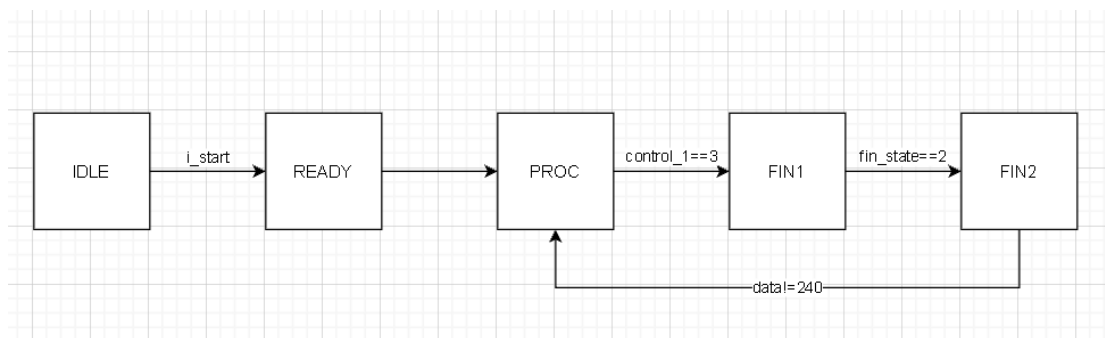 IDLE
i_start
READY
PROC
control_1==3
FIN1
fin_state==2
FIN2
data!=240